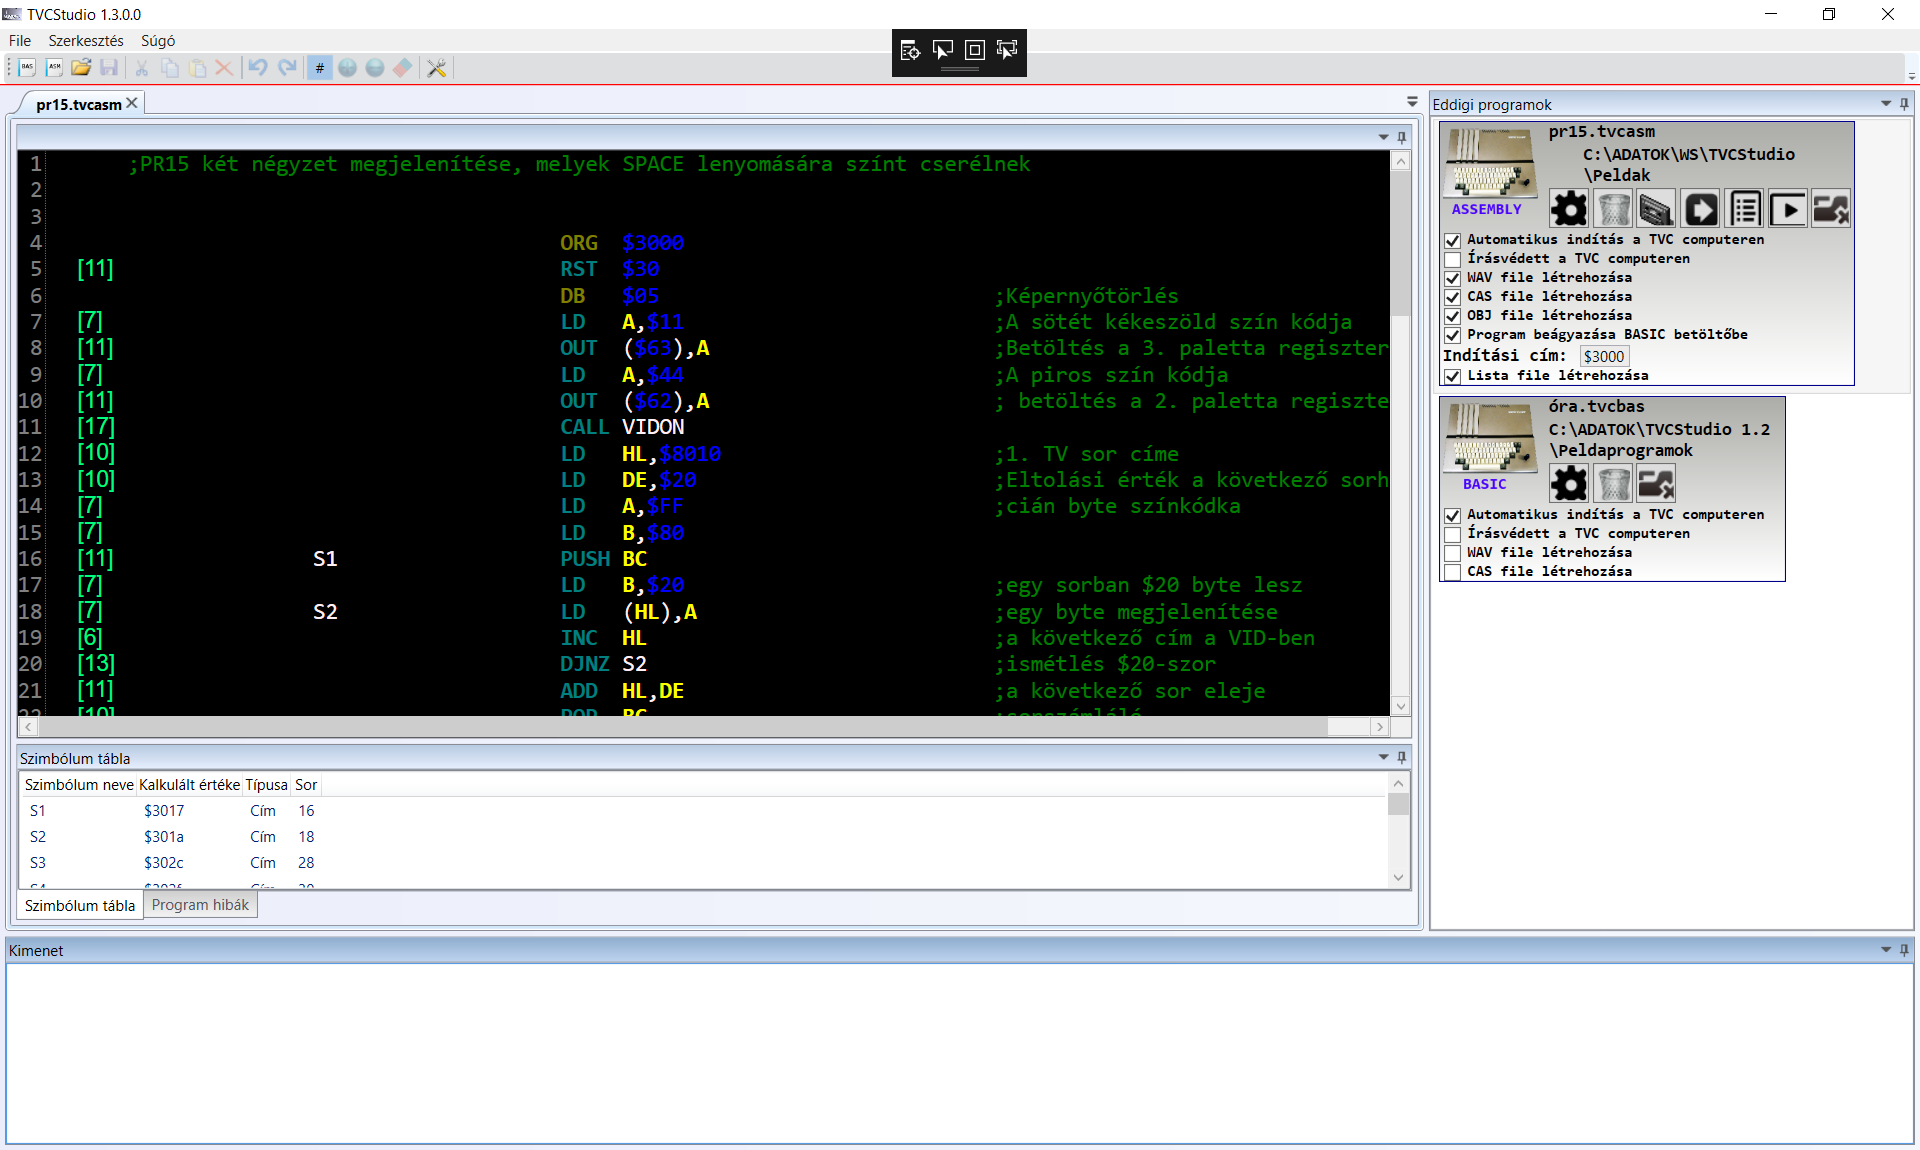 TVCStudio 1.3.0.0
File Szerkesztés Súgó
BAS ASM #
pr15.tvcasm
1 ;PR15 két négyzet megjelenítése, melyek SPACE lenyomására színt cserélnek
2
3
4 ORG $3000
5 [11] RST $30
6 DB $05 ;Képernyőtörlés
7 [7] LD A,$11 ;A sötét kékeszöld szín kódja
8 [11] OUT ($63),A ;Betöltés a 3. paletta regiszter
9 [7] LD A,$44 ;A piros szín kódja
10 [11] OUT ($62),A ; betöltés a 2. paletta regiszte
11 [17] CALL VIDON
12 [10] LD HL,$8010 ;1. TV sor címe
13 [10] LD DE,$20 ;Eltolási érték a következő sorh
14 [7] LD A,$FF ;cián byte színkódka
15 [7] LD B,$80
16 [11] S1 PUSH BC
17 [7] LD B,$20 ;egy sorban $20 byte lesz
18 [7] S2 LD (HL),A ;egy byte megjelenítése
19 [6] INC HL ;a következő cím a VID-ben
20 [13] DJNZ S2 ;ismétlés $20-szor
21 [11] ADD HL,DE ;a következő sor eleje
22 [10] POP BC ;sorszámláló
Szimbólum tábla
Szimbólum neve Kalkulált értéke Típusa Sor
S1 $3017 Cím 16
S2 $301a Cím 18
S3 $302c Cím 28
S4 $302f Cím
Szimbólum tábla Program hibák
Kimenet
Eddigi programok
pr15.tvcasm
C:\ADATOK\WS\TVCStudio
\Peldak
ASSEMBLY
Automatikus indítás a TVC computeren
Írásvédett a TVC computeren
WAV file létrehozása
CAS file létrehozása
OBJ file létrehozása
Program beágyazása BASIC betöltőbe
Indítási cím: $3000
Lista file létrehozása
óra.tvcbas
C:\ADATOK\TVCStudio 1.2
\Peldaprogramok
BASIC
Automatikus indítás a TVC computeren
Írásvédett a TVC computeren
WAV file létrehozása
CAS file létrehozása